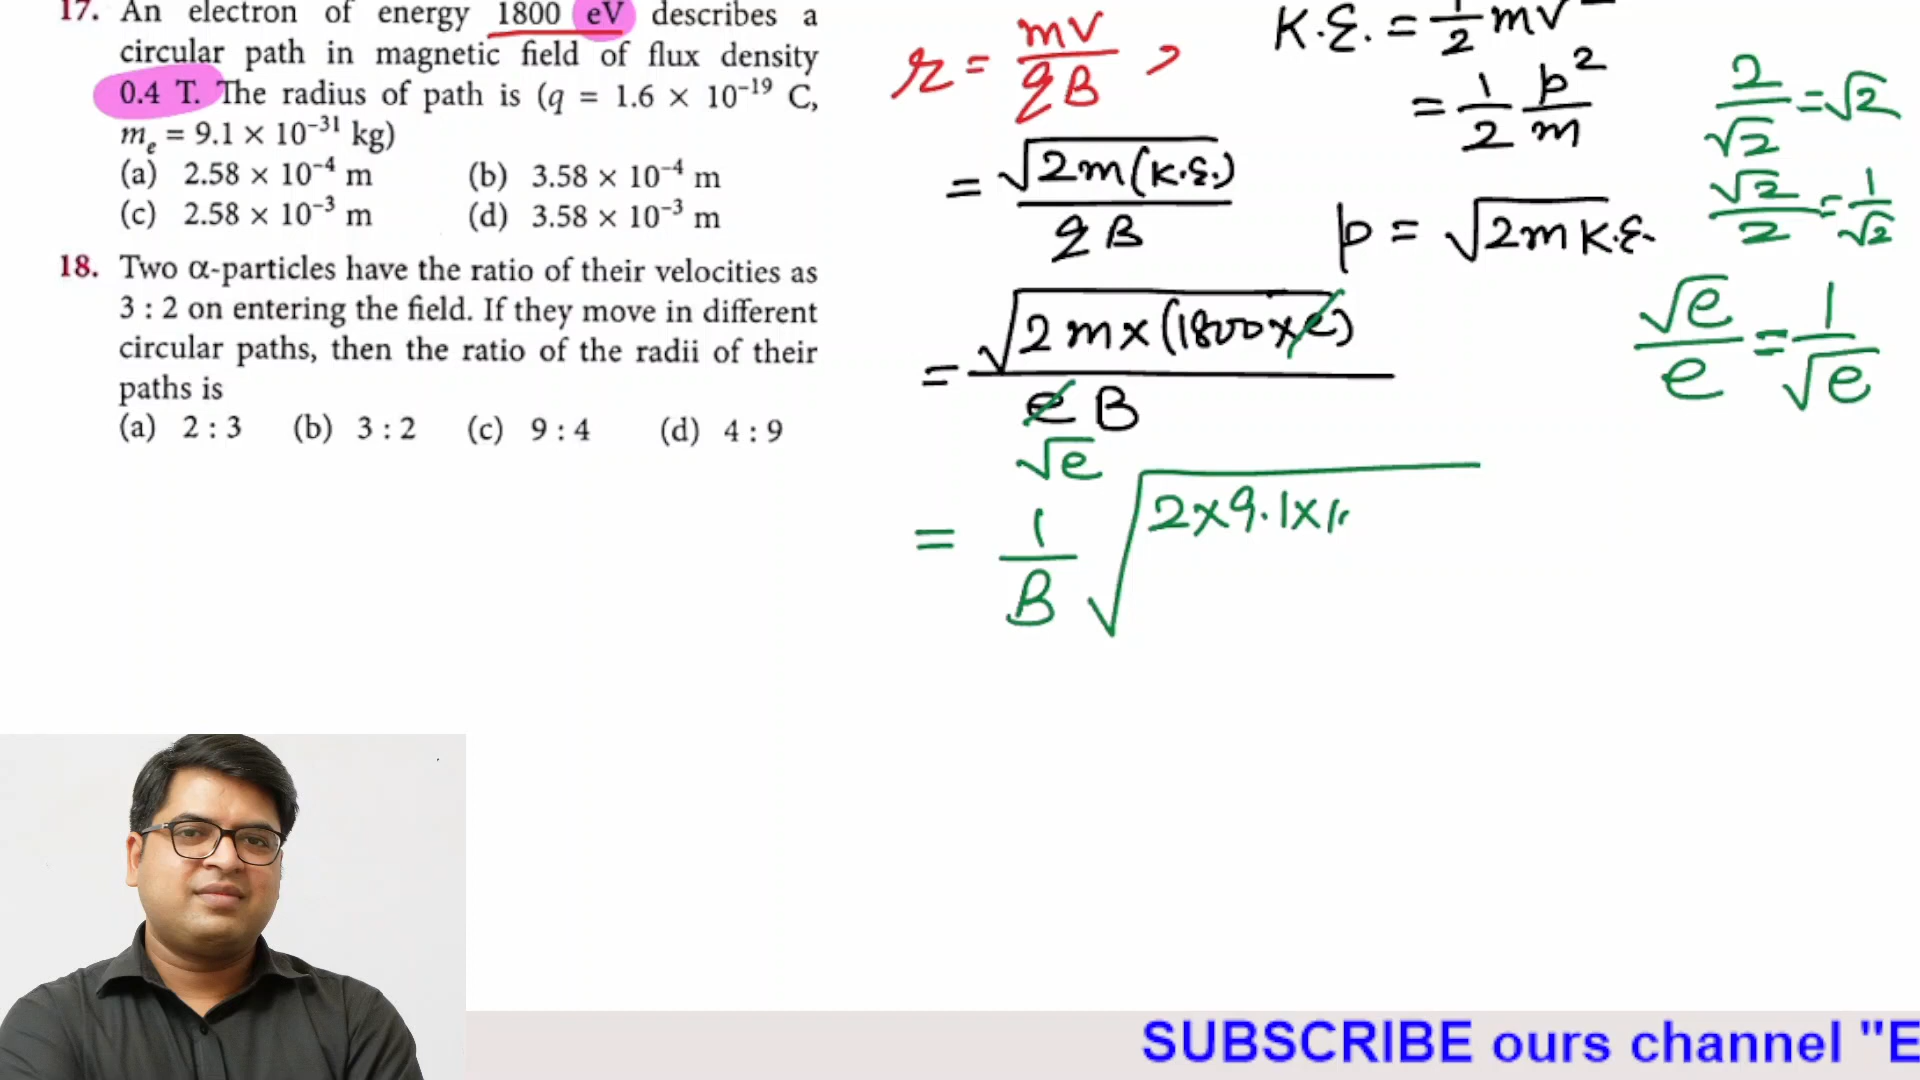 17. An electron of energy 1800 eV describes a
circular path in magnetic field of flux density
0.4 T. The radius of path is (q = 1.6 × 10⁻¹⁹ C,
mₑ = 9.1 × 10⁻³¹ kg)
(a) 2.58 × 10⁻⁴ m (b) 3.58 × 10⁻⁴ m
(c) 2.58 × 10⁻³ m (d) 3.58 × 10⁻³ m
18. Two α-particles have the ratio of their velocities as
3 : 2 on entering the field. If they move in different
circular paths, then the ratio of the radii of their
paths is
(a) 2 : 3 (b) 3 : 2 (c) 9 : 4 (d) 4 : 9
r = mv/qB ,
= √(2m(K.E.))/qB
= √(2m×(1800×e))/eB
√e
= 1/B √(2×9.1×1
K.E. = 1/2 mv
= 1/2 p²/m
p = √(2mK.E.
2/√2 = √2
√2/2 = 1/√2
√e/e = 1/√e
SUBSCRIBE ours channel "E